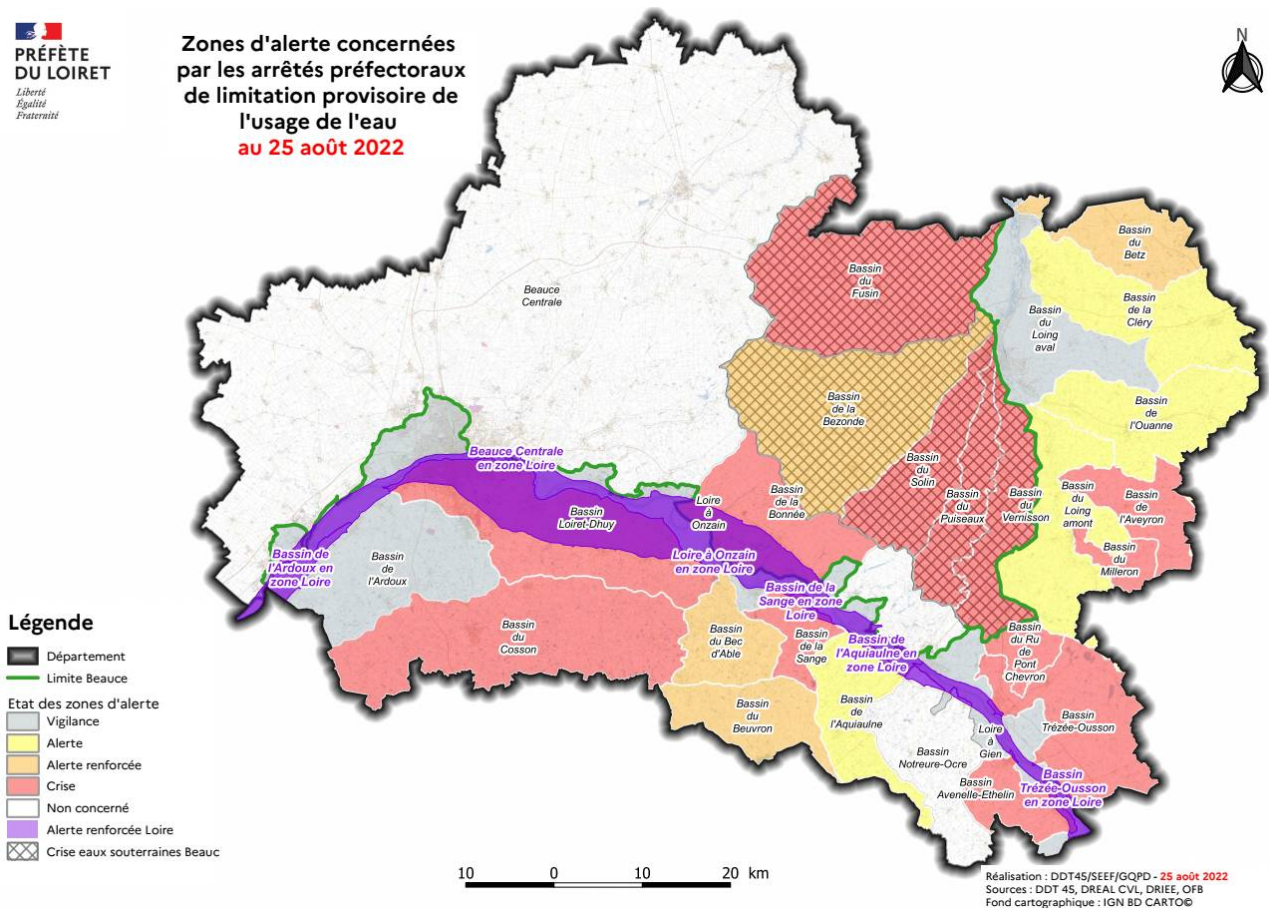 PRÉFÈTE
DU LOIRET
Liberté
Égalité
Fraternité
Zones d'alerte concernées
par les arrêtés préfectoraux
de limitation provisoire de
l'usage de l'eau
au 25 août 2022
N
Beauce
Centrale
Bassin
du
Fusin
Bassin
du
Betz
Bassin
de la
Cléry
Bassin
du
Loing
aval
Bassin
de
l'Ouanne
Bassin
de la
Bezonde
Bassin
du
Solin
Bassin
du
Puiseaux
Bassin
du
Vernisson
Bassin
du
Loing
amont
Bassin
de
l'Aveyron
Bassin
du
Milleron
Beauce Centrale
en zone Loire
Bassin
Loiret-Dhuy
Loire
à
Onzain
Bassin
de la
Bonnée
Bassin de
l'Ardoux en
zone Loire
Bassin
de
l'Ardoux
Loire à Onzain
en zone Loire
Bassin de la
Sange en zone
Loire
Bassin
du
Cosson
Bassin
du Bec
d'Able
Bassin
de la
Sange
Bassin de
l'Aquiaulne en
zone Loire
Bassin
du Ru
de
Pont
Chevron
Bassin
du
Beuvron
Bassin
de
l'Aquiaulne
Bassin
Notreure-Ocre
Loire
à
Gien
Bassin
Trézée-Ousson
Bassin
Avenelle-Ethelin
Bassin
Trézée-Ousson
en zone Loire
Légende
Département
Limite Beauce
Etat des zones d'alerte
Vigilance
Alerte
Alerte renforcée
Crise
Non concerné
Alerte renforcée Loire
Crise eaux souterraines Beauc
10 0 10 20 km
Réalisation : DDT45/SEEF/GQPD - 25 août 2022
Sources : DDT 45, DREAL CVL, DRIEE, OFB
Fond cartographique : IGN BD CARTO©